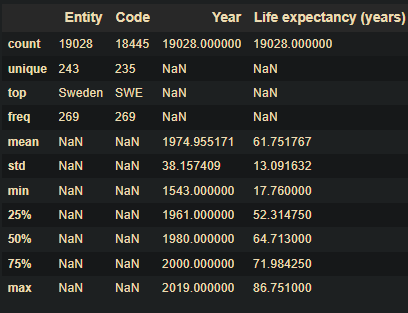 Entity Code Year Life expectancy (years)
count 19028 18445 19028.000000 19028.000000
unique 243 235 NaN NaN
top Sweden SWE NaN NaN
freq 269 269 NaN NaN
mean NaN NaN 1974.955171 61.751767
std NaN NaN 38.157409 13.091632
min NaN NaN 1543.000000 17.760000
25% NaN NaN 1961.000000 52.314750
50% NaN NaN 1980.000000 64.713000
75% NaN NaN 2000.000000 71.984250
max NaN NaN 2019.000000 86.751000